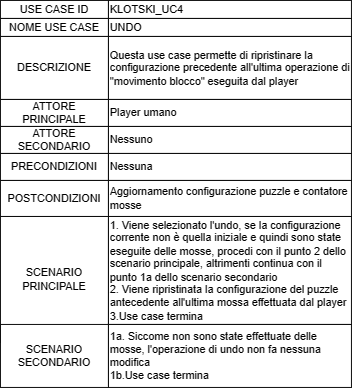 USE CASE ID KLOTSKI_UC4
NOME USE CASE UNDO
DESCRIZIONE
Questa use case permette di ripristinare la
configurazione precedente all'ultima operazione di
"movimento blocco" eseguita dal player
ATTORE
PRINCIPALE
Player umano
ATTORE
SECONDARIO
Nessuno
PRECONDIZIONI Nessuna
POSTCONDIZIONI
Aggiornamento configurazione puzzle e contatore
mosse
SCENARIO
PRINCIPALE
1. Viene selezionato l'undo, se la configurazione
corrente non è quella iniziale e quindi sono state
eseguite delle mosse, procedi con il punto 2 dello
scenario principale, altrimenti continua con il
punto 1a dello scenario secondario
2. Viene ripristinata la configurazione del puzzle
antecedente all'ultima mossa effettuata dal player
3.Use case termina
SCENARIO
SECONDARIO
1a. Siccome non sono state effettuate delle
mosse, l'operazione di undo non fa nessuna
modifica
1b.Use case termina